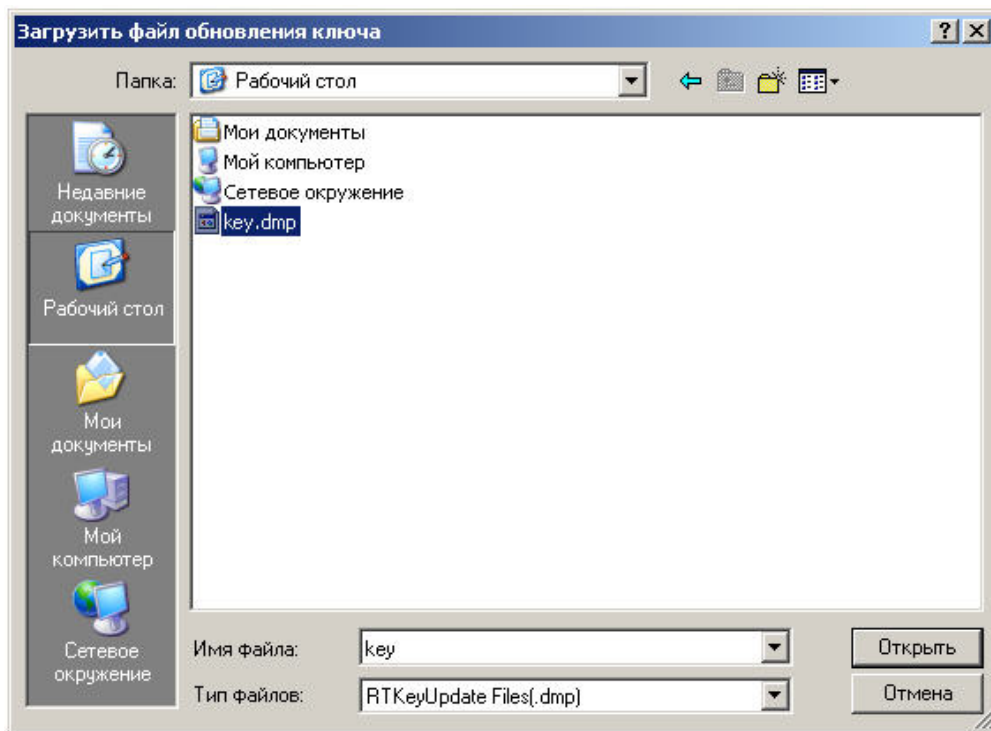 Загрузить файл обновления ключа
Папка:
Рабочий стол
Недавние
документы
Рабочий стол
Мои
документы
Мой
компьютер
Сетевое
окружение
Мои документы
Мой компьютер
Сетевое окружение
key.dmp
Имя файла:
key
Открыть
Тип файлов:
RTKeyUpdate Files(.dmp)
Отмена